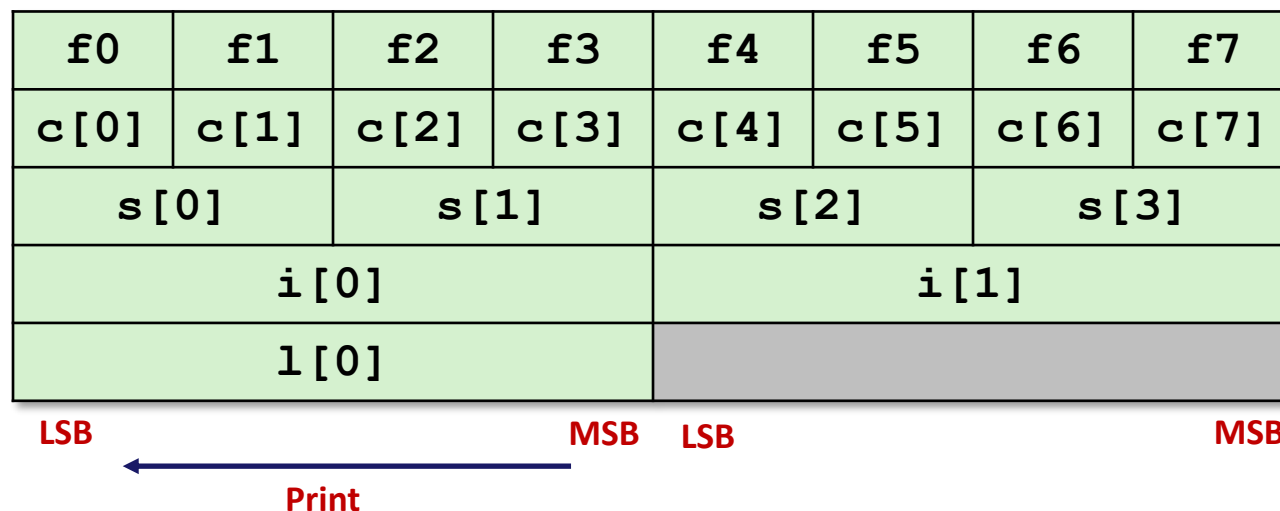 f0 f1 f2 f3 f4 f5 f6 f7
c[0] c[1] c[2] c[3] c[4] c[5] c[6] c[7]
s[0] s[1] s[2] s[3]
i[0] i[1]
l[0]
LSB MSB LSB MSB
Print